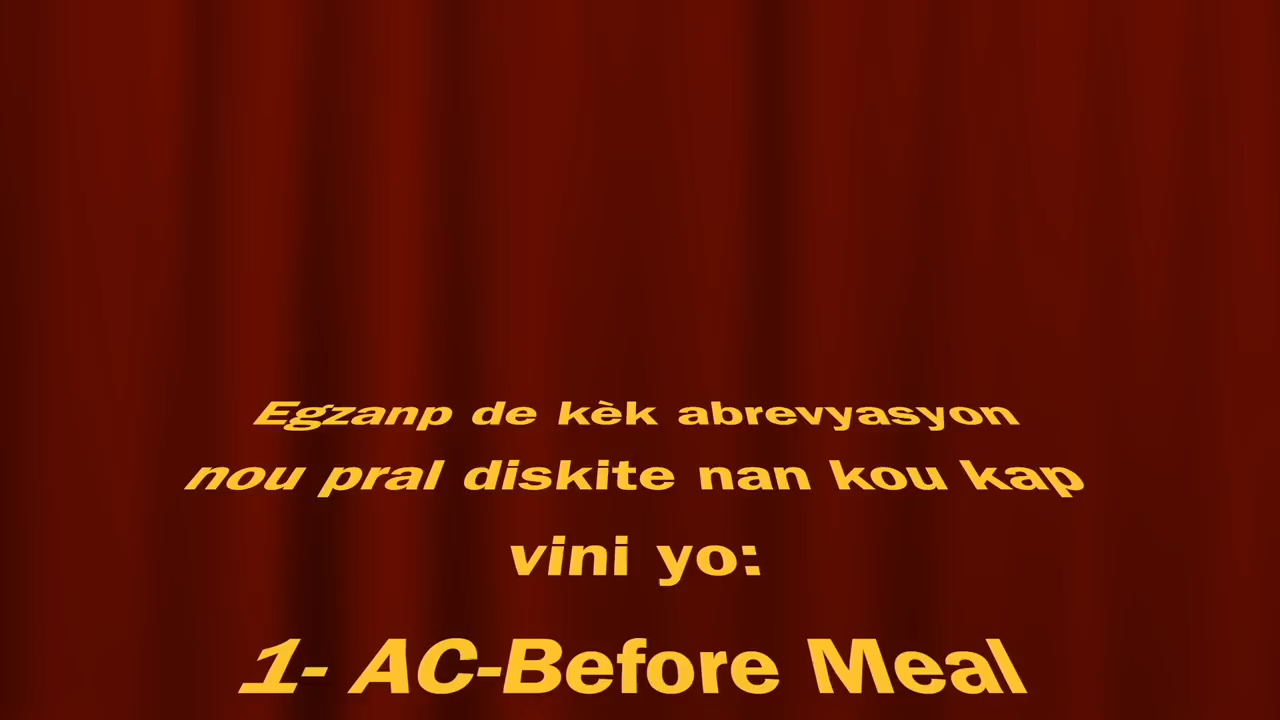 Egzanp de kèk abrevyasyon
nou pral diskite nan kou kap
vini yo:
1- AC-Before Meal